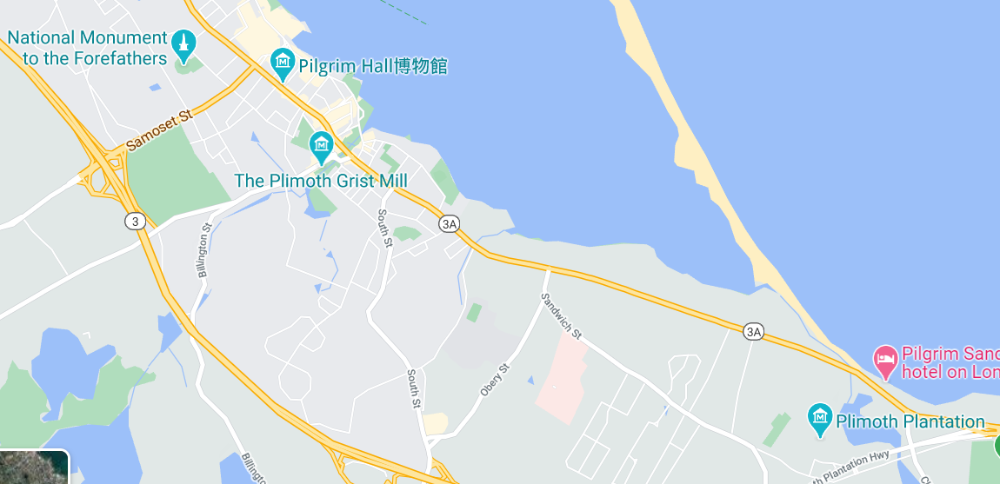 National Monument
to the Forefathers
Pilgrim Hall博物館
Samoset St
The Plimoth Grist Mill
3
3A
South St
Billington St
Sandwich St
3A
Pilgrim Sand
hotel on Lon
Obery St
South St
Plimoth Plantation
th Plantation Hwy
Billingto